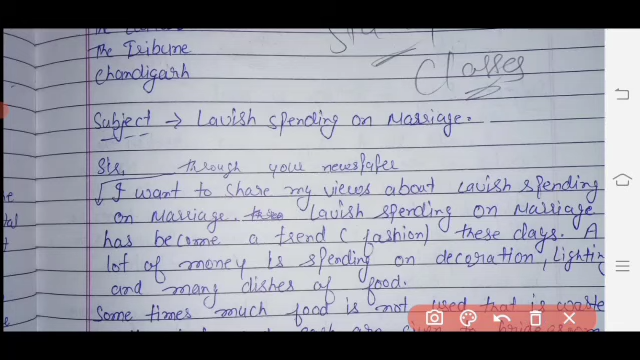 The Tribune
Classes
Chandigarh
Subject → Lavish spending on Marriage.
Sir, through your newspaper
I want to share my views about Lavish spending
on Marriage. Lavish spending on Marriage
has become a trend ( fashion) these days. A
lot of money is spending on decoration, Lighting
and many dishes of food.
Some times much food is not used that is waste